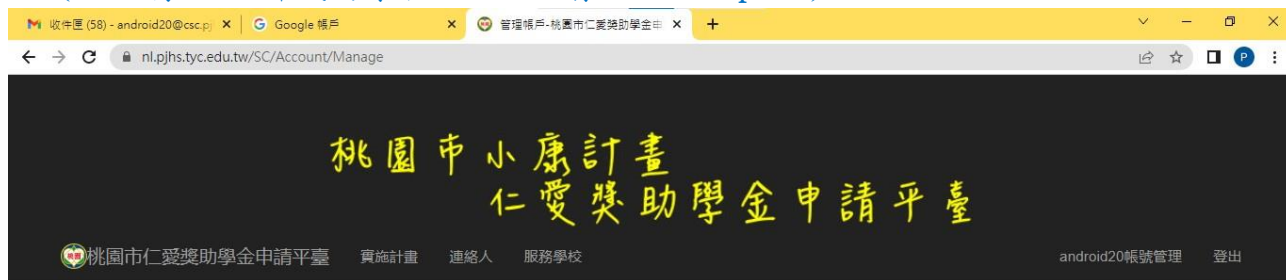 收件匣 (58) - android20@csc.pj
Google 帳戶
管理帳戶-桃園市仁愛獎助學金申
nl.pjhs.tyc.edu.tw/SC/Account/Manage
P
桃園市小康計畫
仁愛獎助學金申請平臺
桃園市仁愛獎助學金申請平臺 實施計畫 連絡人 服務學校 android20帳號管理 登出